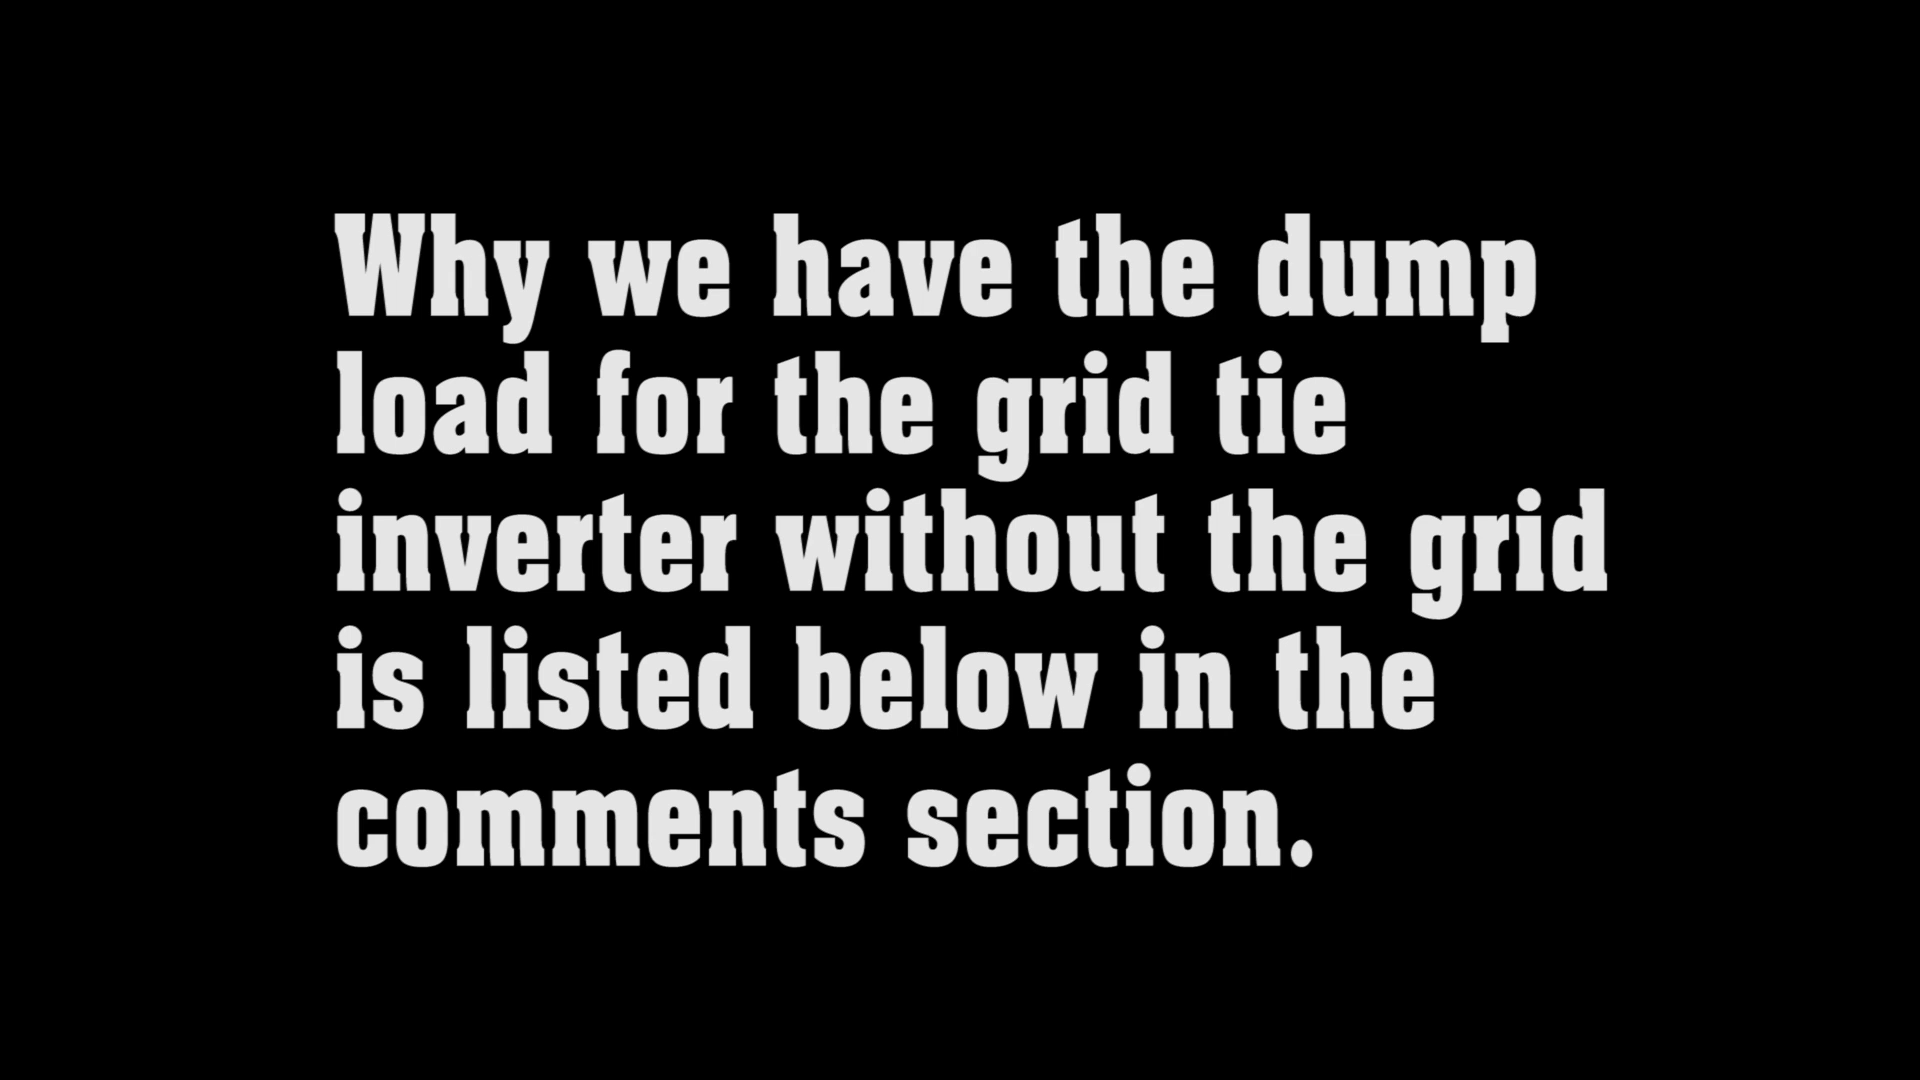 Why we have the dump
load for the grid tie
inverter without the grid
is listed below in the
comments section.